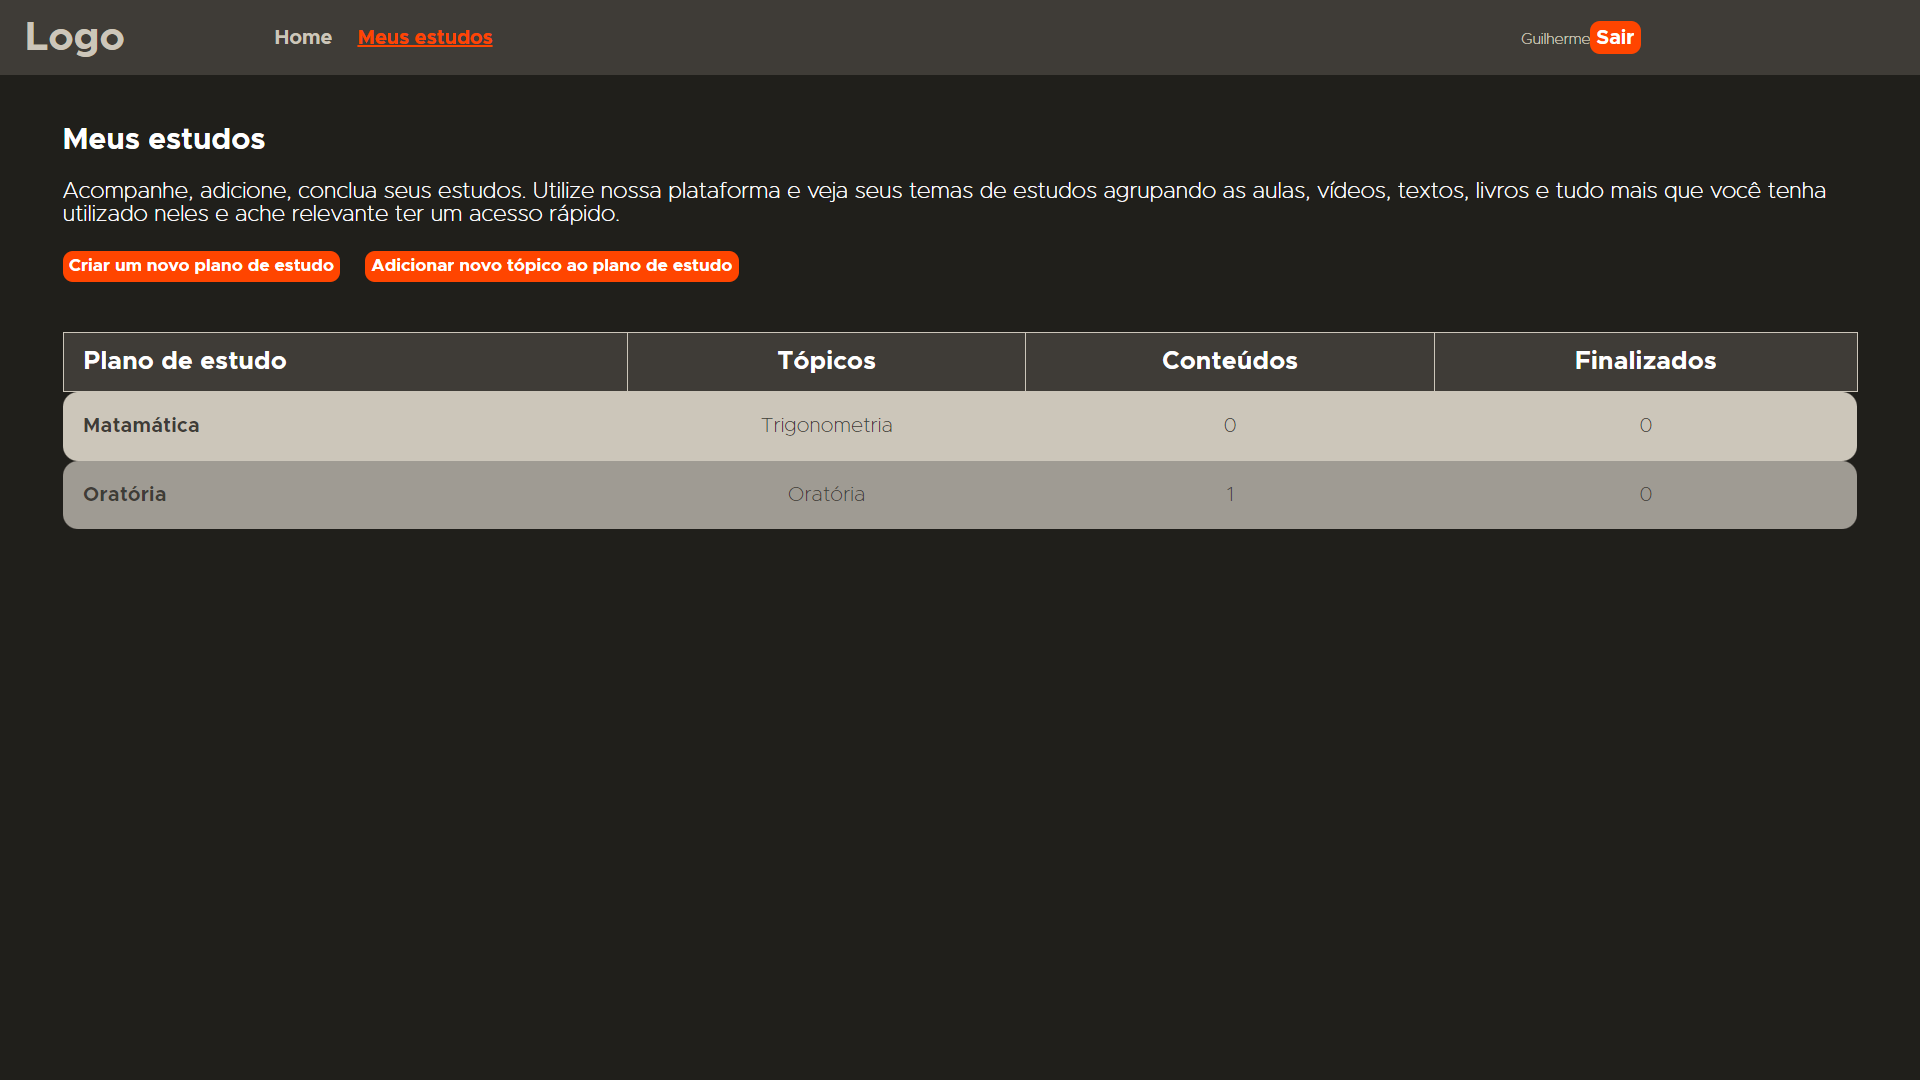 Logo
Home
Meus estudos
Guilherme
Sair
Meus estudos
Acompanhe, adicione, conclua seus estudos. Utilize nossa plataforma e veja seus temas de estudos agrupando as aulas, vídeos, textos, livros e tudo mais que você tenha
utilizado neles e ache relevante ter um acesso rápido.
Criar um novo plano de estudo
Adicionar novo tópico ao plano de estudo
Plano de estudo
Tópicos
Conteúdos
Finalizados
Matamática
Trigonometria
0
0
Oratória
Oratória
1
0